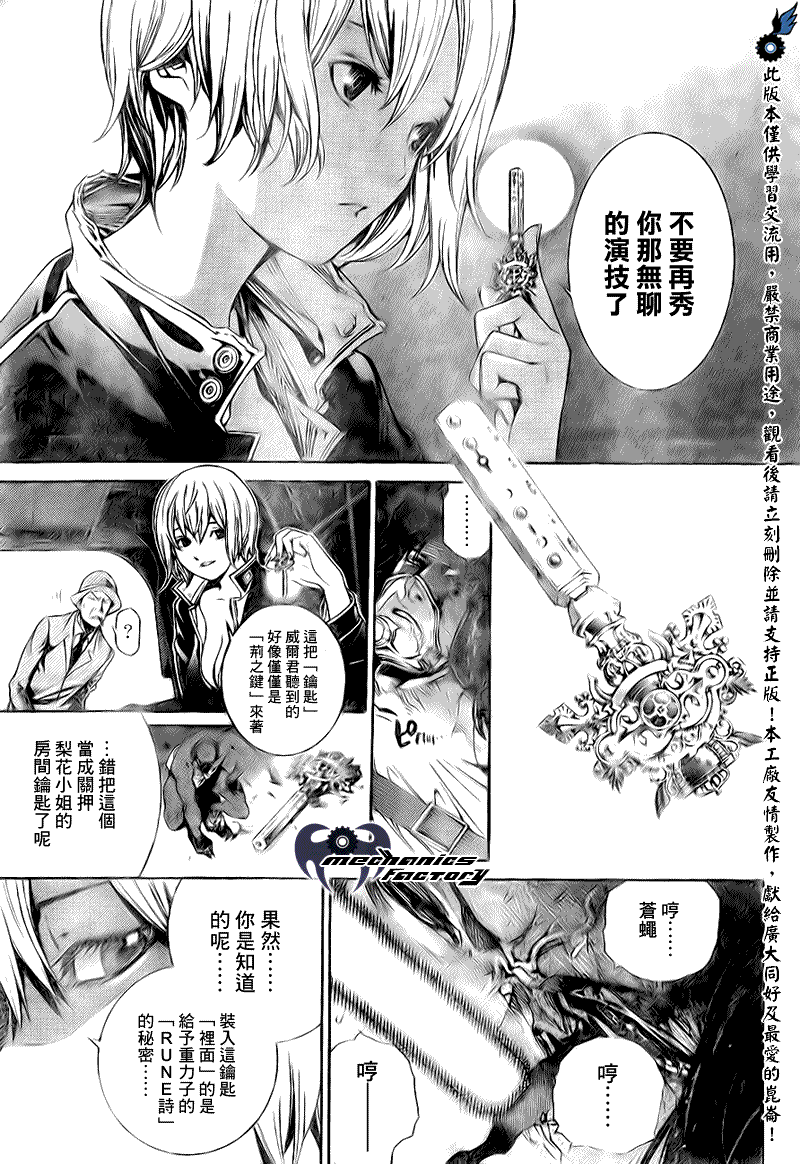 不要再秀
你那無聊
的演技了
………
這把「鑰匙」
威爾君聽到的
好像僅僅是
「荊之鍵」來著
?
…錯把這個
當成關押
梨花小姐的
房間鑰匙了呢
ピ
哼……
蒼蠅
哼……
哼——
果然……
你是知道
的呢……
裝入這鑰匙
「裡面」的是
給予重力子的
「RUNE詩」
的秘密……
mechanics
factory
此版本僅供學習交流用，嚴禁商業用途，觀看後請立刻刪除並請支持正版！本工廠友情製作，獻給廣大同好及最愛的崑崙！